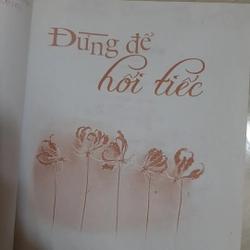 Đừng để
hối tiếc